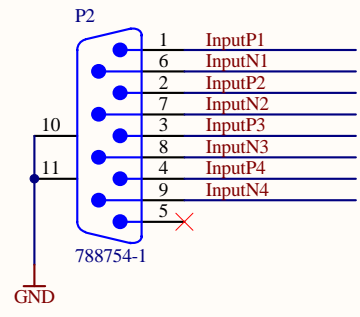 P2
1 InputP1
6 InputN1
2 InputP2
7 InputN2
10 3 InputP3
8 InputN3
11 4 InputP4
9 InputN4
5
788754-1
GND